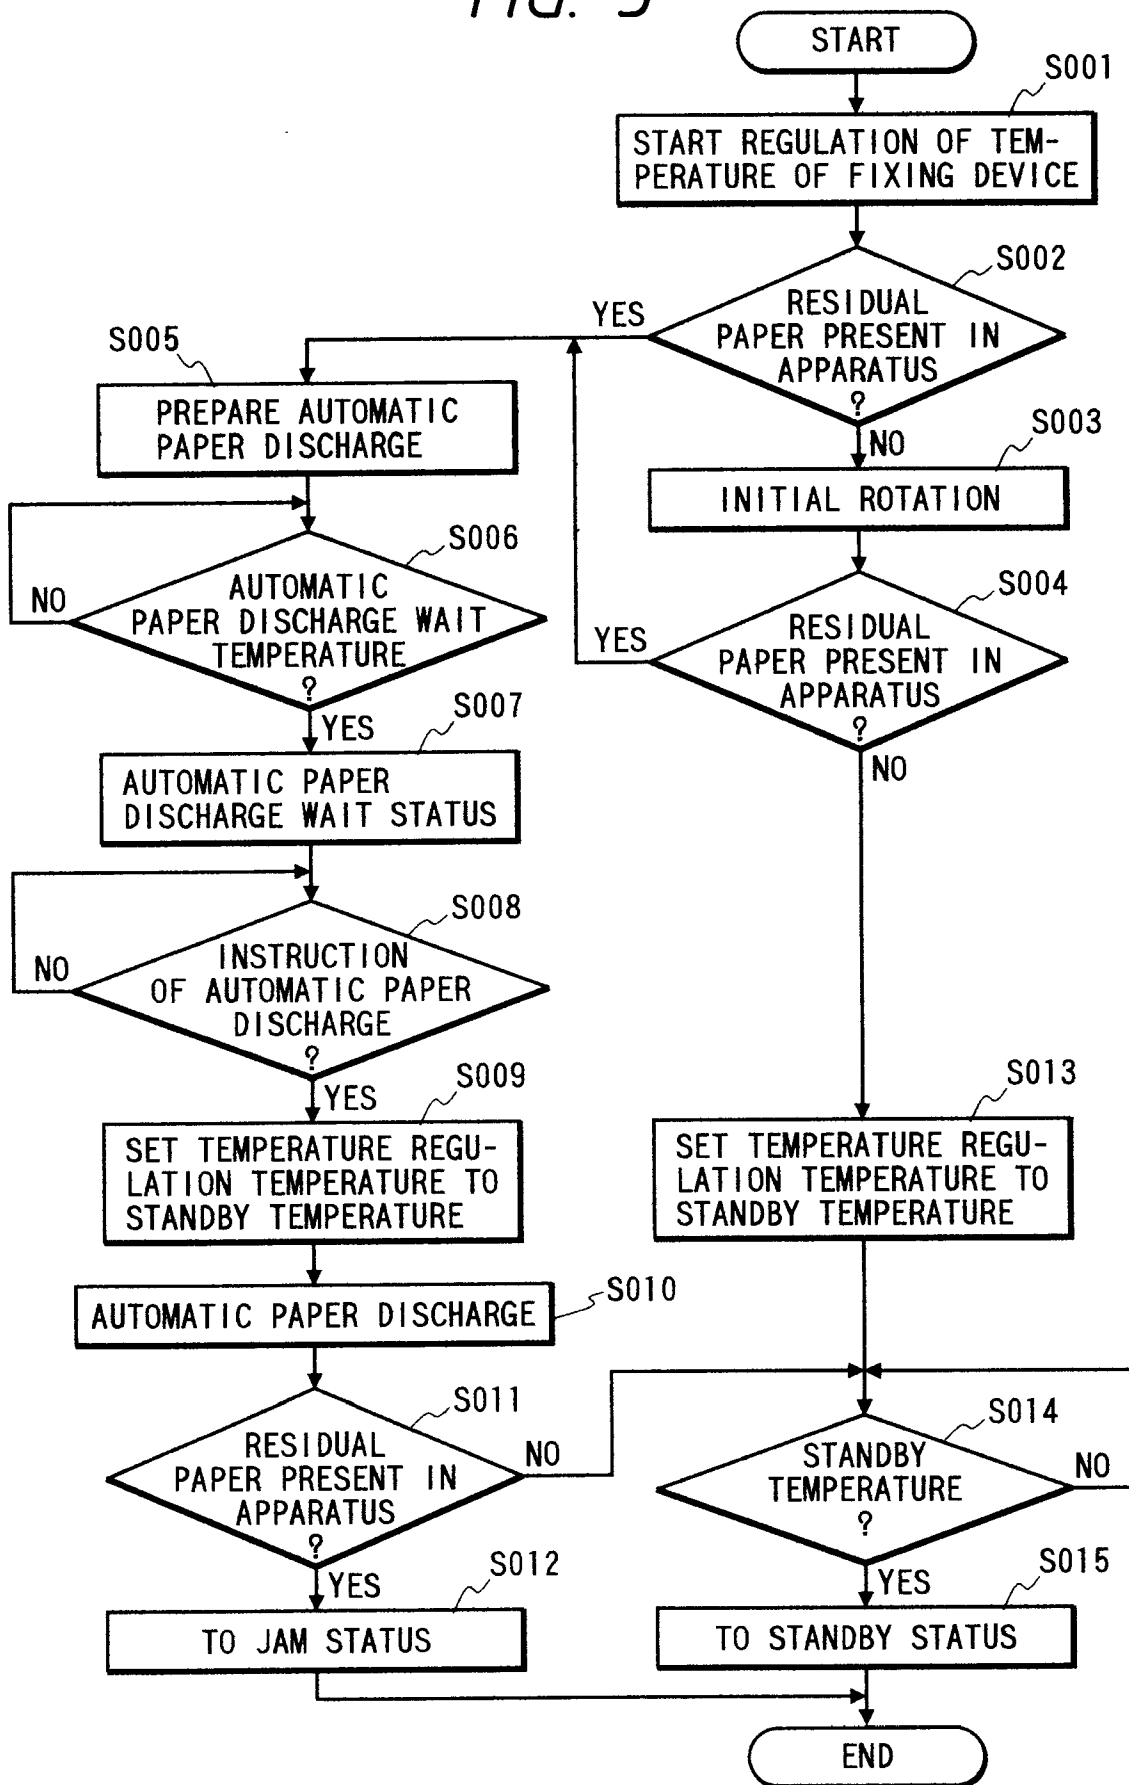 START
S001
START REGULATION OF TEM-
PERATURE OF FIXING DEVICE
S002
RESIDUAL
PAPER PRESENT IN
APPARATUS
?
YES
NO
S003
INITIAL ROTATION
S004
RESIDUAL
PAPER PRESENT IN
APPARATUS
?
YES
NO
S005
PREPARE AUTOMATIC
PAPER DISCHARGE
S006
AUTOMATIC
PAPER DISCHARGE WAIT
TEMPERATURE
?
NO
YES
S007
AUTOMATIC PAPER
DISCHARGE WAIT STATUS
S008
INSTRUCTION
OF AUTOMATIC PAPER
DISCHARGE
?
NO
YES
S009
SET TEMPERATURE REGU-
LATION TEMPERATURE TO
STANDBY TEMPERATURE
S010
AUTOMATIC PAPER DISCHARGE
S011
RESIDUAL
PAPER PRESENT IN
APPARATUS
?
NO
YES
S012
TO JAM STATUS
S013
SET TEMPERATURE REGU-
LATION TEMPERATURE TO
STANDBY TEMPERATURE
S014
STANDBY
TEMPERATURE
?
NO
YES
S015
TO STANDBY STATUS
END